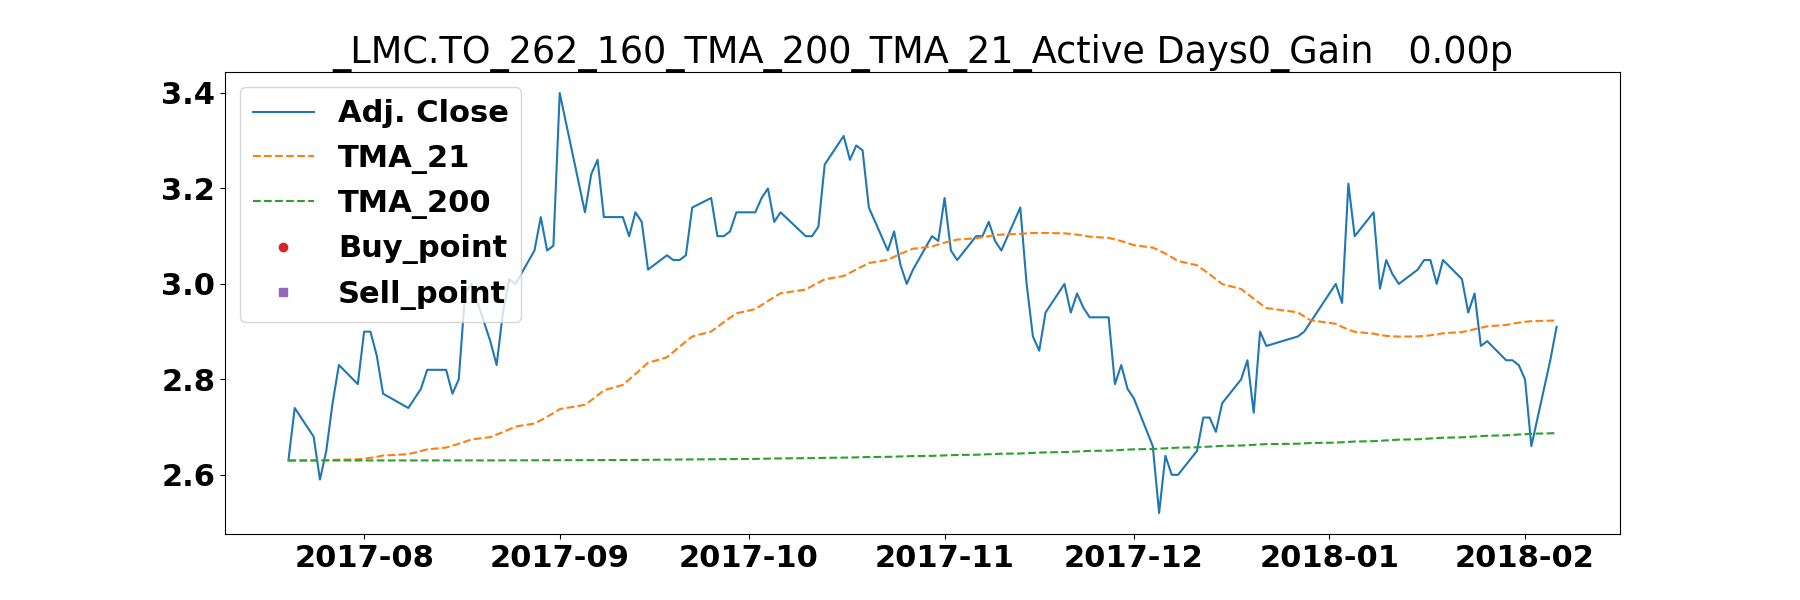 _LMC.TO_262_160_TMA_200_TMA_21_Active Days0_Gain   0.00p
3.4
3.2
3.0
2.8
2.6
Adj. Close
TMA_21
TMA_200
Buy_point
Sell_point
2017-08 2017-09 2017-10 2017-11 2017-12 2018-01 2018-02